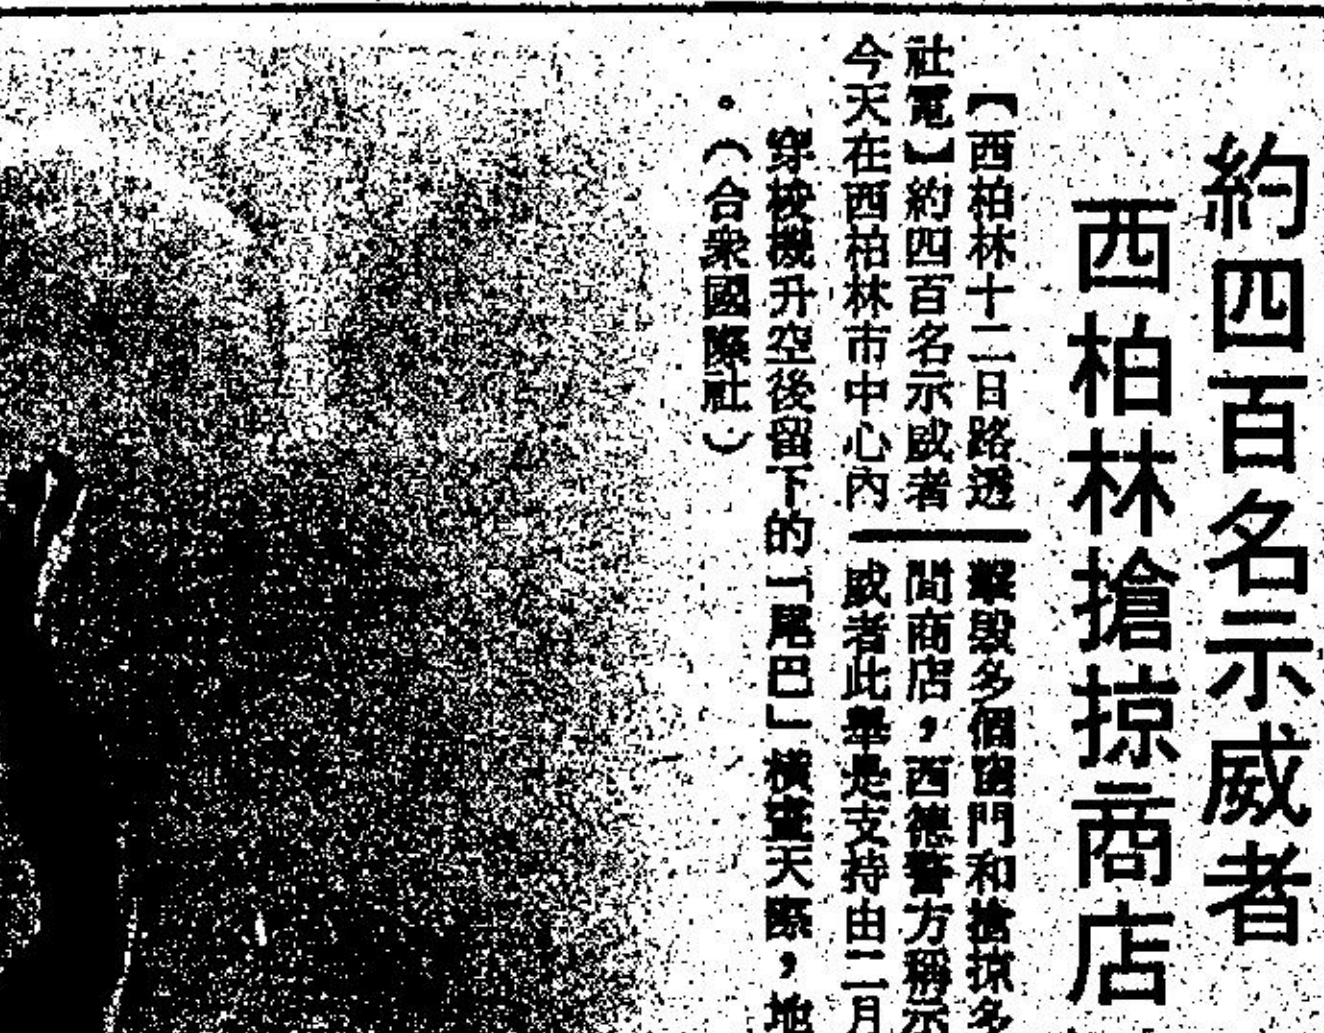 約四百名示威者
西柏林搶掠商店
【西柏林十二日路透
社電】約四百名示威者
今天在西柏林市中心內
擊毀多個窗門和搶掠多
間商店，西德警方稱示
威者此舉是支持由二月
穿梭機升空後留下的「尾巴」橫亙天際，地
。（合衆國際社）